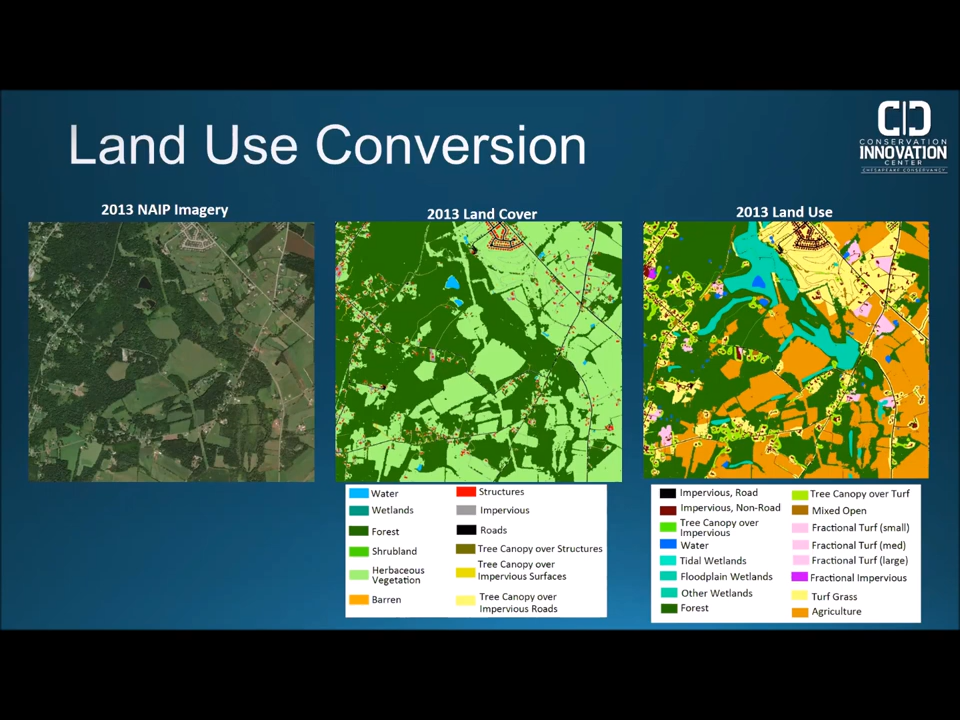 Land Use Conversion
CONSERVATION
INNOVATION
CENTER
CHESAPEAKE CONSERVANCY
2013 NAIP Imagery
2013 Land Cover
2013 Land Use
Water
Wetlands
Forest
Shrubland
Herbaceous
Vegetation
Barren
Structures
Impervious
Roads
Tree Canopy over Structures
Tree Canopy over
Impervious Surfaces
Tree Canopy over
Impervious Roads
Impervious, Road
Impervious, Non-Road
Tree Canopy over
Impervious
Water
Tidal Wetlands
Floodplain Wetlands
Other Wetlands
Forest
Tree Canopy over Turf
Mixed Open
Fractional Turf (small)
Fractional Turf (med)
Fractional Turf (large)
Fractional Impervious
Turf Grass
Agriculture